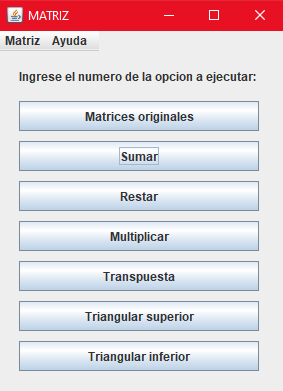 MATRIZ
Matriz Ayuda
Ingrese el numero de la opcion a ejecutar:
Matrices originales
Sumar
Restar
Multiplicar
Transpuesta
Triangular superior
Triangular inferior